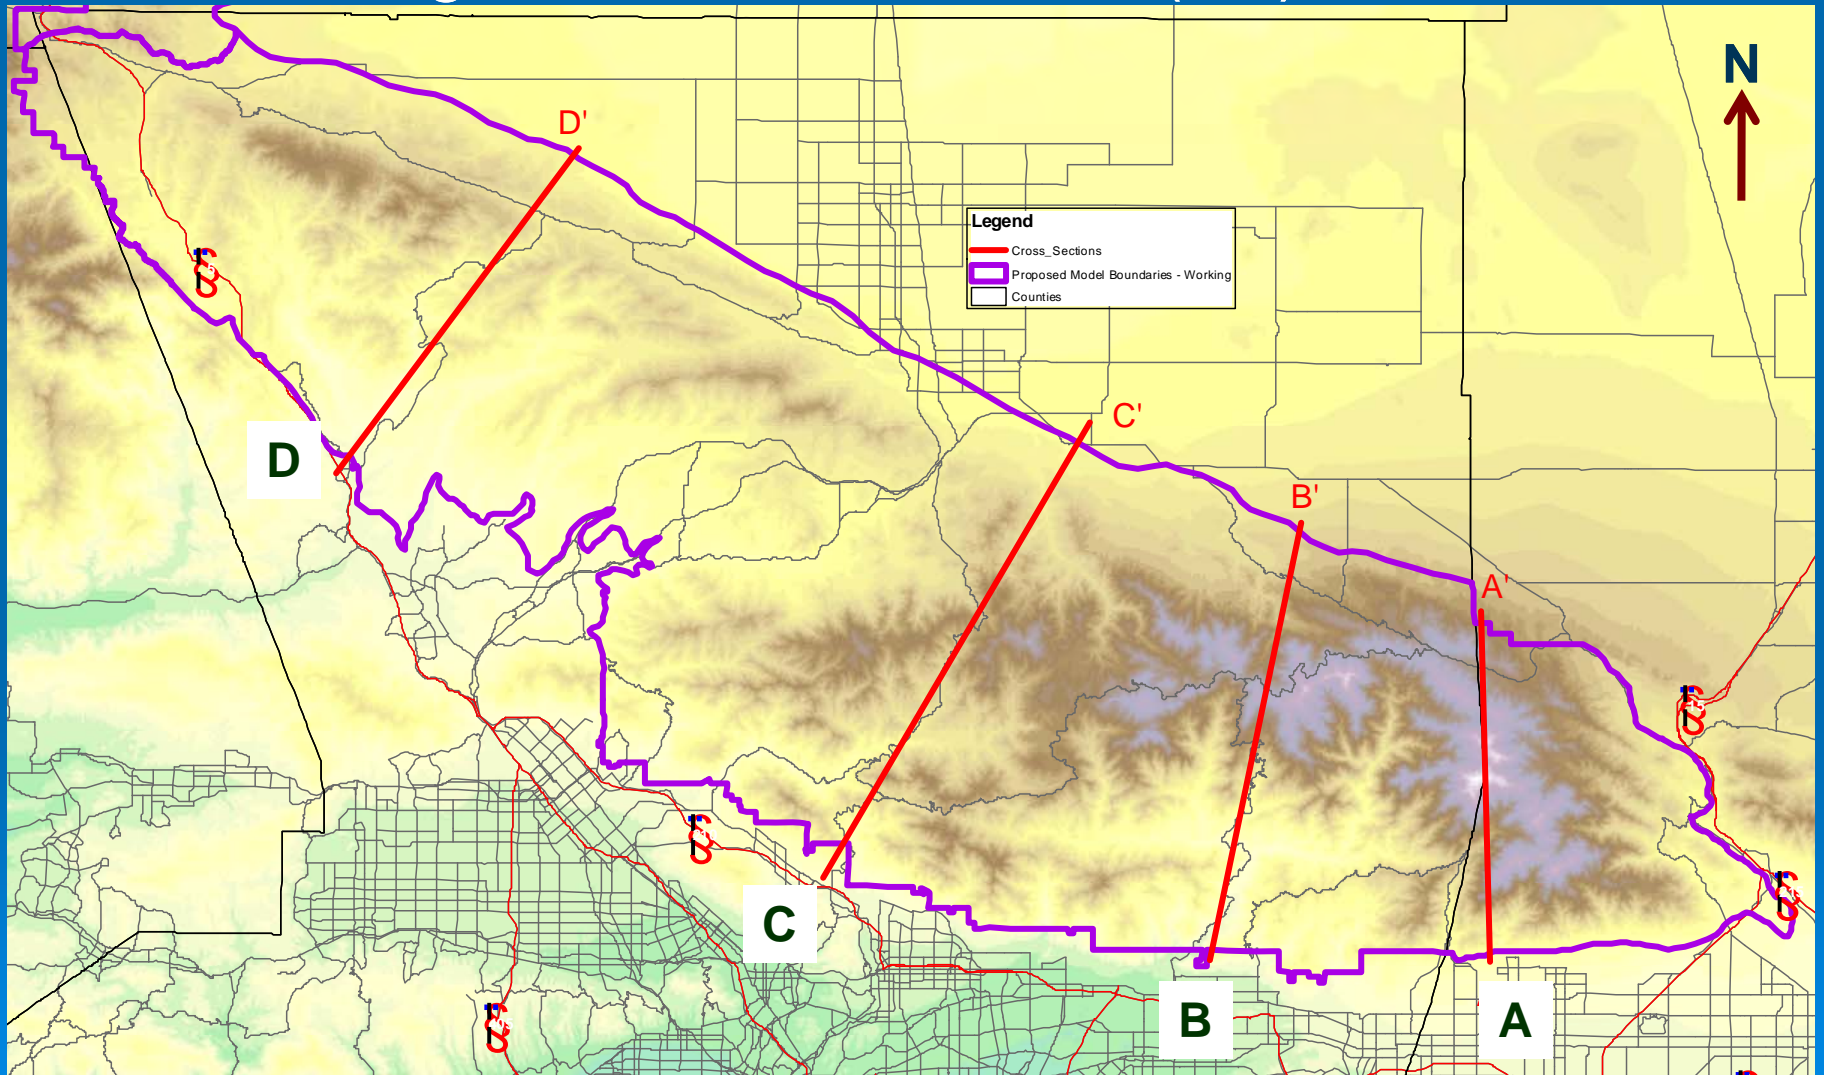 N
D'
Legend
Cross_Sections
Proposed Model Boundaries - Working
Counties
C'
D
B'
A'
C
B
A